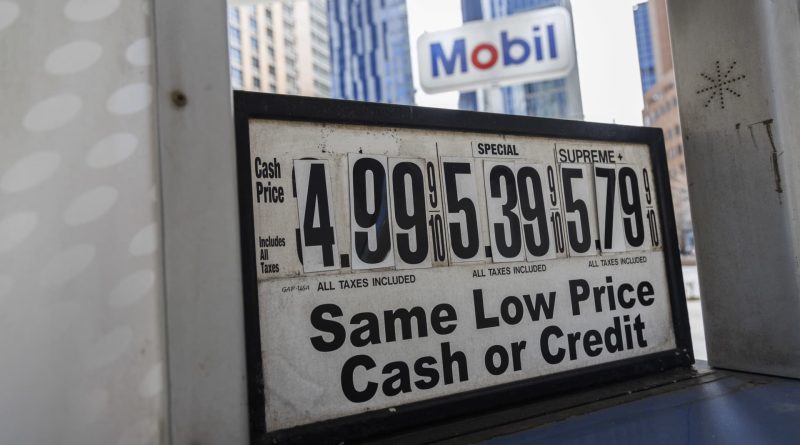 Mobil
Cash Price
Includes All Taxes
4.99 9/10
ALL TAXES INCLUDED
SPECIAL
5.39 9/10
ALL TAXES INCLUDED
SUPREME +
5.79 9/10
ALL TAXES INCLUDED
Same Low Price
Cash or Credit